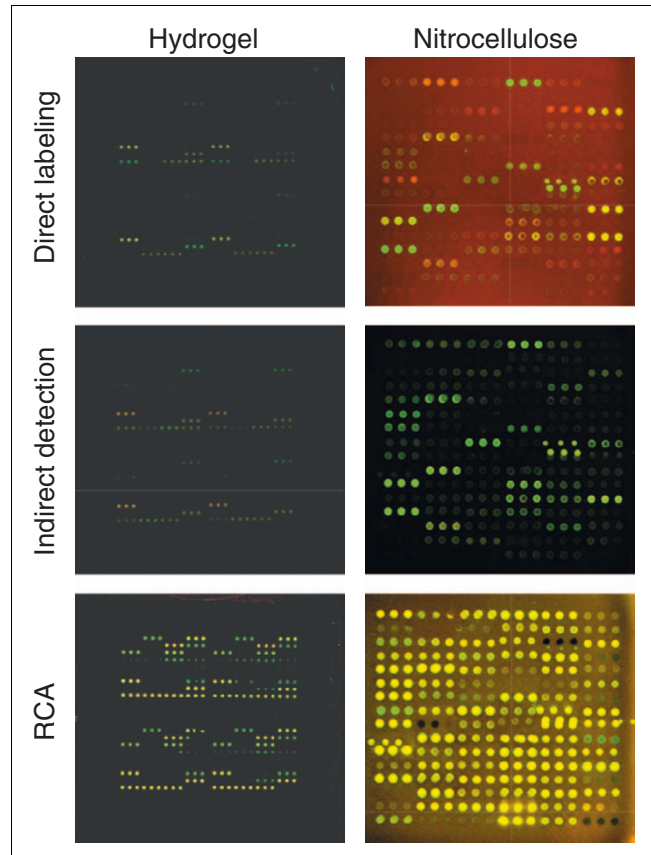 Hydrogel
Nitrocellulose
Direct labeling
Indirect detection
RCA